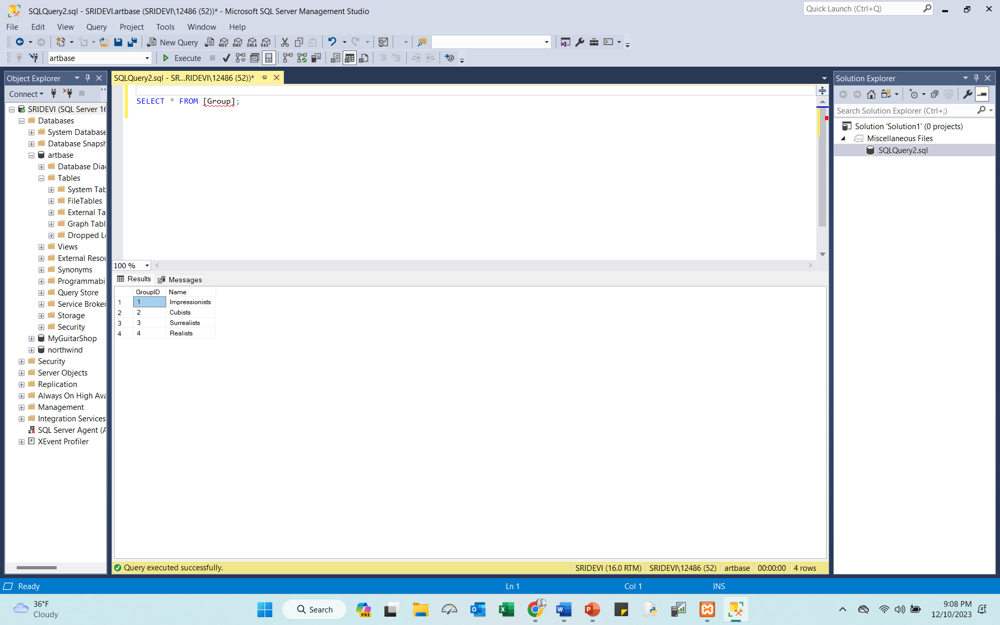 SQLQuery2.sql - SRIDEVI.artbase (SRIDEVI\12486 (52))* - Microsoft SQL Server Management Studio
Quick Launch (Ctrl+Q)
File Edit View Query Project Tools Window Help
New Query
MDX DMX XMLA DAX
artbase
Execute
Object Explorer
Connect
SRIDEVI (SQL Server 16
Databases
System Database
Database Snapsh
artbase
Database Dia
Tables
System Tab
FileTables
External Ta
Graph Tabl
Dropped L
Views
External Resou
Synonyms
Programmabi
Query Store
Service Broker
Storage
Security
MyGuitarShop
northwind
Security
Server Objects
Replication
Always On High Ava
Management
Integration Services
SQL Server Agent (A
XEvent Profiler
SQLQuery2.sql - SR...RIDEVI\12486 (52))*
SELECT * FROM [Group];
100 %
Results Messages
GroupID Name
1 1 Impressionists
2 2 Cubists
3 3 Surrealists
4 4 Realists
Query executed successfully.
SRIDEVI (16.0 RTM) SRIDEVI\12486 (52) artbase 00:00:00 4 rows
Solution Explorer
Search Solution Explorer (Ctrl+;)
Solution 'Solution1' (0 projects)
Miscellaneous Files
SQLQuery2.sql
Ready
Ln 1 Col 1 INS
36°F
Cloudy
Search
PRE
9:08 PM
12/10/2023